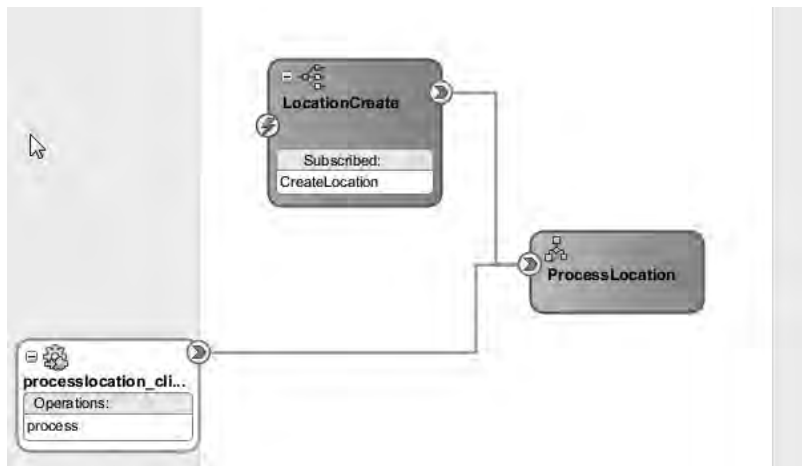 LocationCreate
Subscribed:
CreateLocation
ProcessLocation
processlocation_cli...
Operations:
process